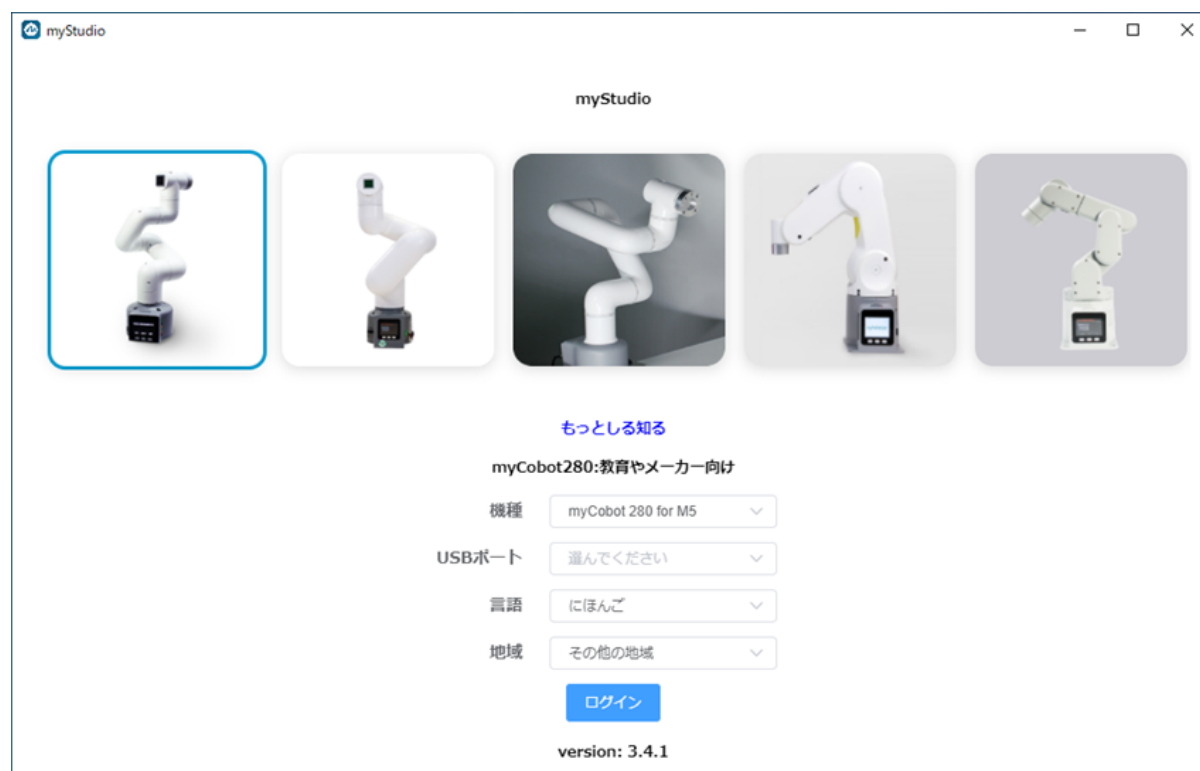 myStudio
myStudio
もっとしる知る
myCobot280:教育やメーカー向け
機種 myCobot 280 for M5
USBポート 選んでください
言語 にほんご
地域 その他の地域
ログイン
version: 3.4.1